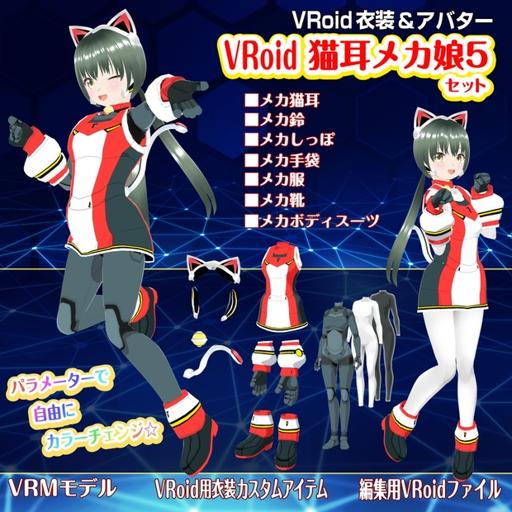 VRoid 衣装&アバター
VRoid 猫耳メカ娘5
セット
■メカ猫耳
■メカ鈴
■メカしっぽ
■メカ手袋
■メカ服
■メカ靴
■メカボディスーツ
パラメーターで
自由に
カラーチェンジ☆
VRMモデル
VRoid用衣装カスタムアイテム
編集用VRoidファイル